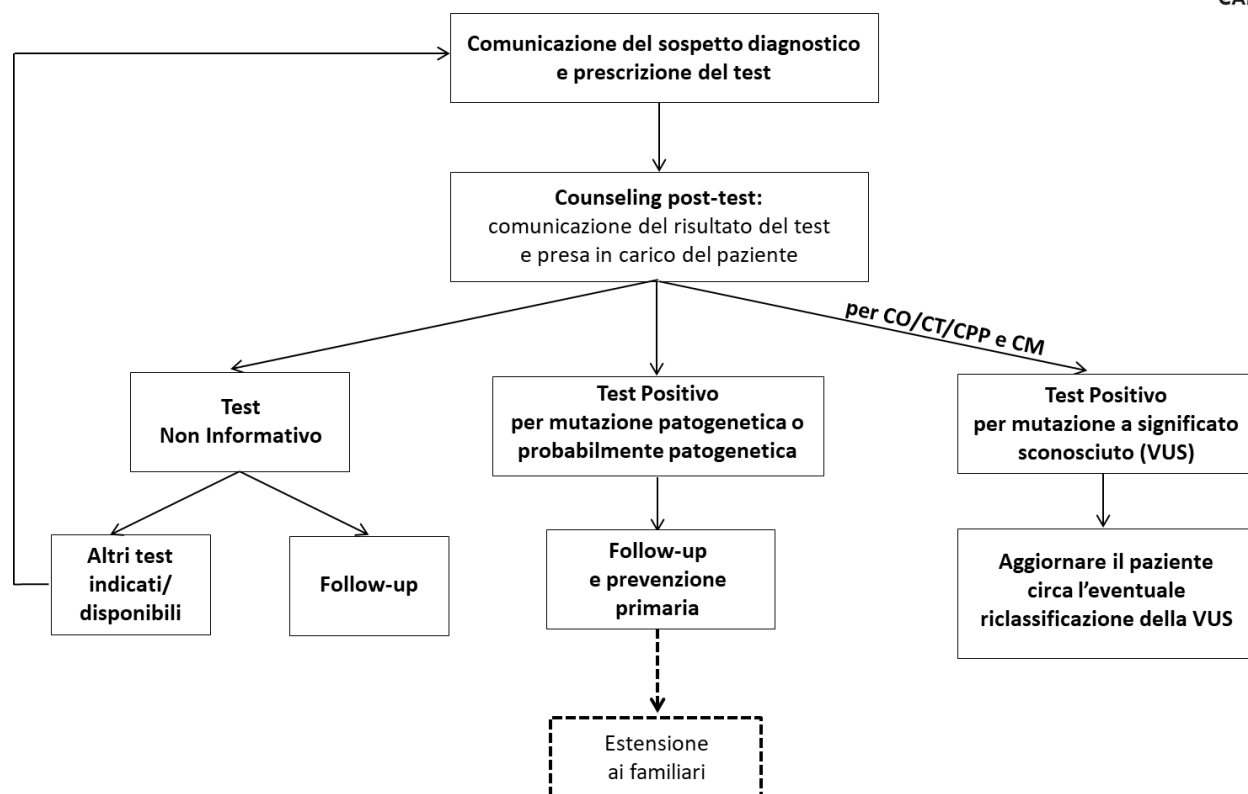 Comunicazione del sospetto diagnostico
e prescrizione del test
Counseling post-test:
comunicazione del risultato del test
e presa in carico del paziente
per CO/CT/CPP e CM
Test
Non Informativo
Test Positivo
per mutazione patogenetica o
probabilmente patogenetica
Test Positivo
per mutazione a significato
sconosciuto (VUS)
Altri test
indicati/
disponibili
Follow-up
Follow-up
e prevenzione
primaria
Aggiornare il paziente
circa l’eventuale
riclassificazione della VUS
Estensione
ai familiari